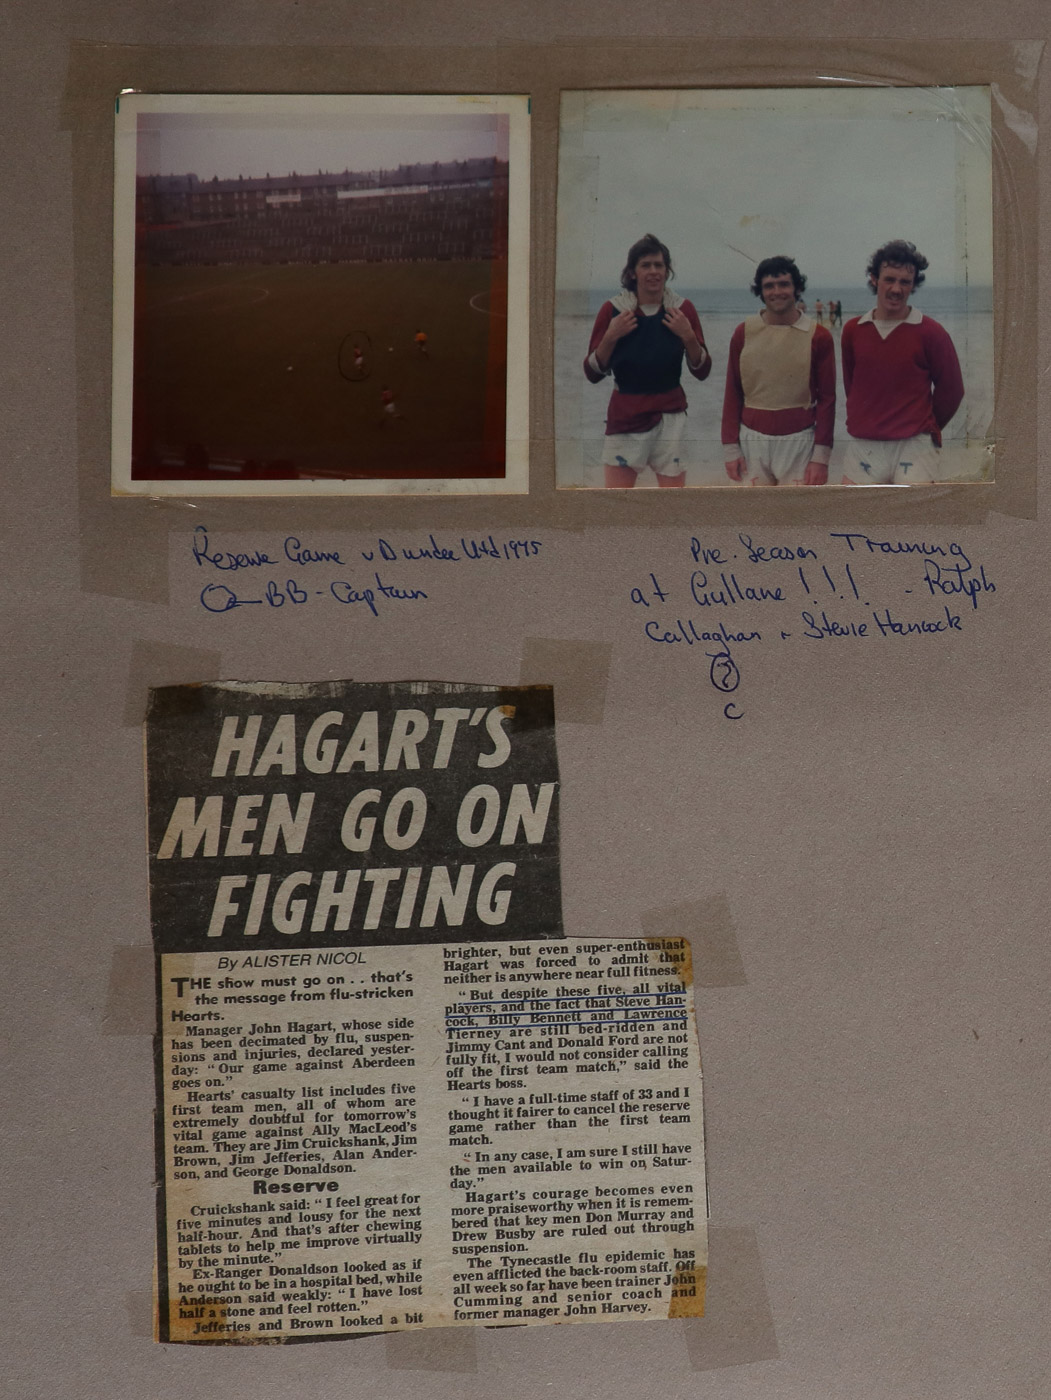 Reserve Game v Dundee Utd 1975
BB - Captain
Pre. Season Training
at Gullane !!! - Ralph
Callaghan + Stevie Hancock
?
C
HAGART'S
MEN GO ON
FIGHTING
By ALISTER NICOL
THE show must go on . . that's
the message from flu-stricken
Hearts.
Manager John Hagart, whose side
has been decimated by flu, suspen-
sions and injuries, declared yester-
day: “ Our game against Aberdeen
goes on.”
Hearts' casualty list includes five
first team men, all of whom are
extremely doubtful for tomorrow's
vital game against Ally MacLeod's
team. They are Jim Cruickshank, Jim
Brown, Jim Jefferies, Alan Ander-
son, and George Donaldson.
Reserve
Cruickshank said: “ I feel great for
five minutes and lousy for the next
half-hour. And that's after chewing
tablets to help me improve virtually
by the minute.”
Ex-Ranger Donaldson looked as if
he ought to be in a hospital bed, while
Anderson said weakly: “ I have lost
half a stone and feel rotten.”
Jefferies and Brown looked a bit
brighter, but even super-enthusiast
Hagart was forced to admit that
neither is anywhere near full fitness.
“ But despite these five, all vital
players, and the fact that Steve Han-
cock, Billy Bennett and Lawrence
Tierney are still bed-ridden and
Jimmy Cant and Donald Ford are not
fully fit, I would not consider calling
off the first team match,” said the
Hearts boss.
“ I have a full-time staff of 33 and I
thought it fairer to cancel the reserve
game rather than the first team
match.
“ In any case, I am sure I still have
the men available to win on Satur-
day.”
Hagart's courage becomes even
more praiseworthy when it is remem-
bered that key men Don Murray and
Drew Busby are ruled out through
suspension.
The Tynecastle flu epidemic has
even afflicted the back-room staff. Off
all week so far have been trainer John
Cumming and senior coach and
former manager John Harvey.